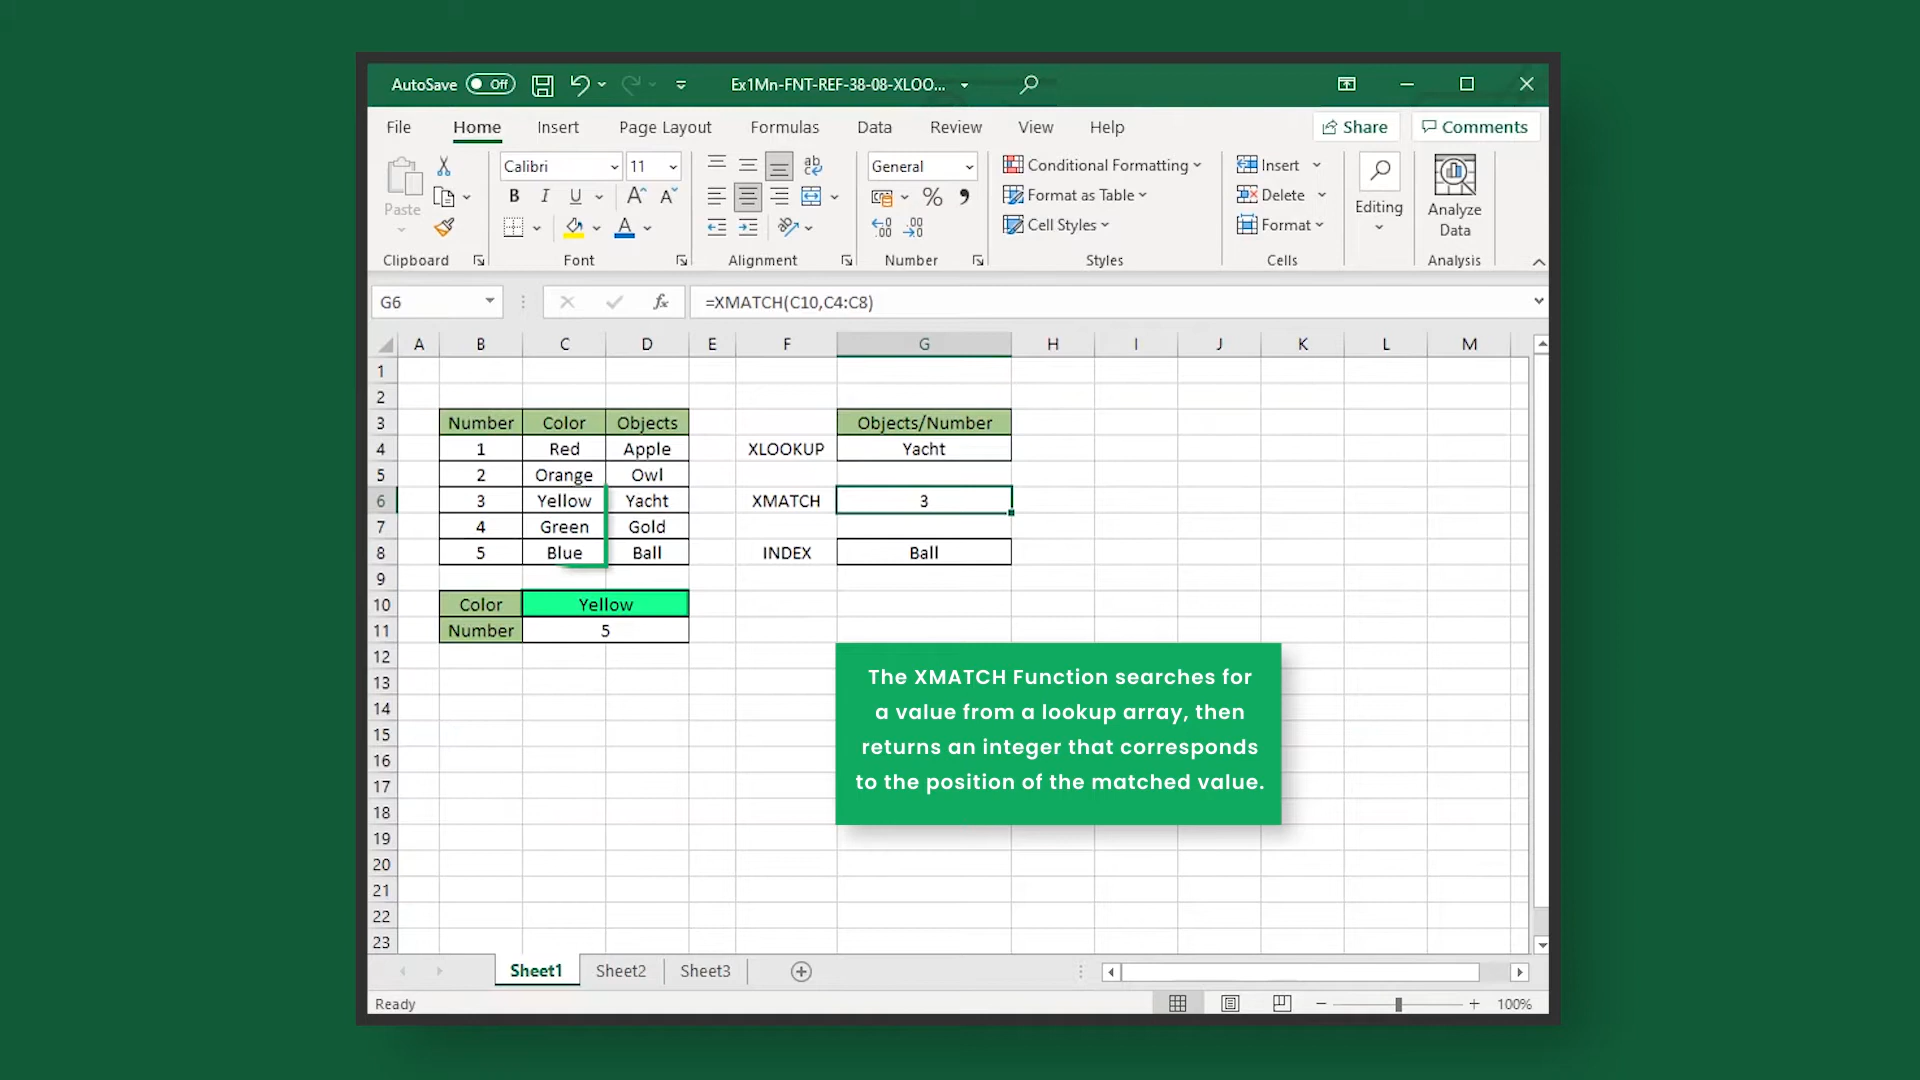 AutoSave Off Ex1Mn-FNT-REF-38-08-XLOO...
File Home Insert Page Layout Formulas Data Review View Help Share Comments
Paste
Clipboard
Calibri 11
B I U A A
A
Font
ab
c
Alignment
General
% ,
.00 .00
Number
Conditional Formatting
Format as Table
Cell Styles
Styles
Insert
Delete
Format
Cells
Editing
Analyze
Data
Analysis
G6 fx =XMATCH(C10,C4:C8)
A B C D E F G H I J K L M
1
2
3 Number Color Objects Objects/Number
4 1 Red Apple XLOOKUP Yacht
5 2 Orange Owl
6 3 Yellow Yacht XMATCH 3
7 4 Green Gold
8 5 Blue Ball INDEX Ball
9
10 Color Yellow
11 Number 5
12
13
14
15
16
17
18
19
20
21
22
23
The XMATCH Function searches for
a value from a lookup array, then
returns an integer that corresponds
to the position of the matched value.
Sheet1 Sheet2 Sheet3
Ready 100%